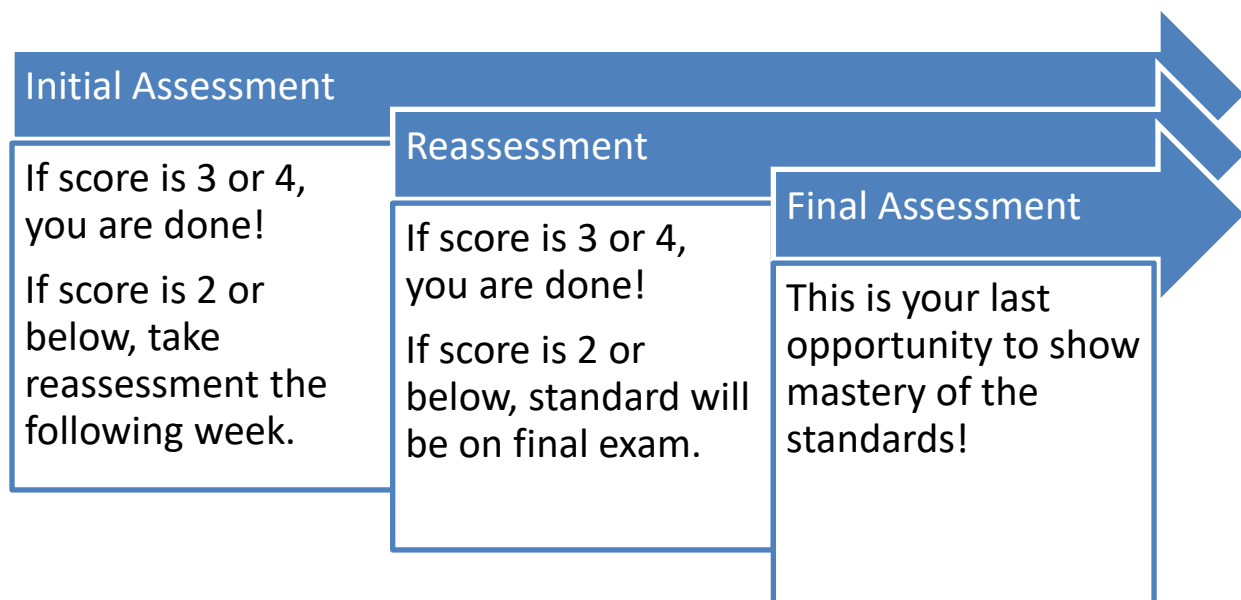 Initial Assessment
If score is 3 or 4,
you are done!
If score is 2 or
below, take
reassessment the
following week.
Reassessment
If score is 3 or 4,
you are done!
If score is 2 or
below, standard will
be on final exam.
Final Assessment
This is your last
opportunity to show
mastery of the
standards!